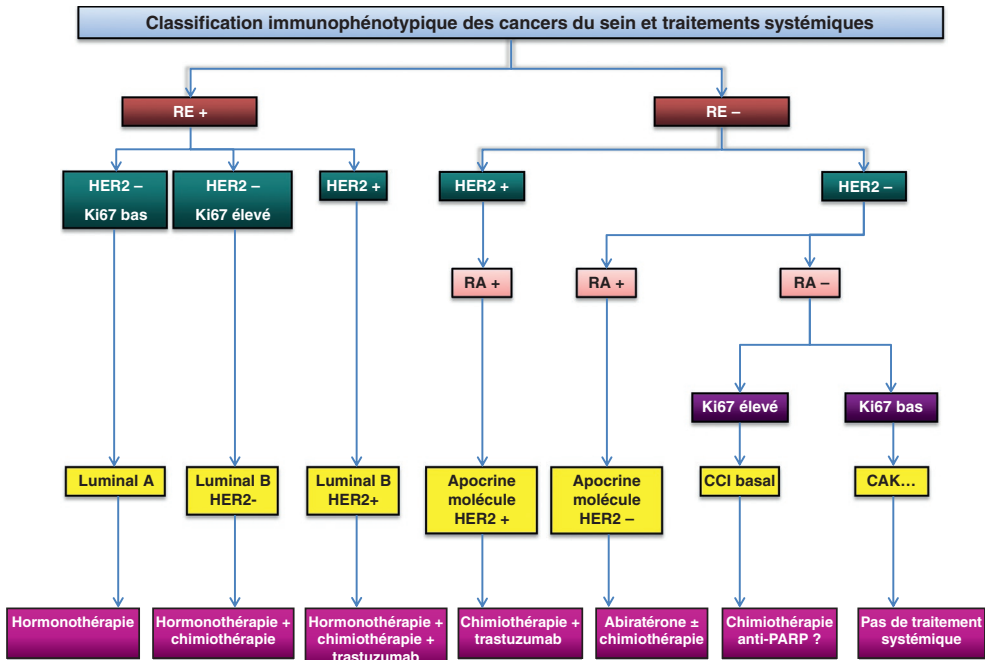 Classification immunophénotypique des cancers du sein et traitements systémiques
RE +
RE –
HER2 –
Ki67 bas
HER2 –
Ki67 élevé
HER2 +
HER2 +
HER2 –
RA +
RA +
RA –
Ki67 élevé
Ki67 bas
Luminal A
Luminal B
HER2-
Luminal B
HER2+
Apocrine
molécule
HER2 +
Apocrine
molécule
HER2 –
CCI basal
CAK...
Hormonothérapie
Hormonothérapie +
chimiothérapie
Hormonothérapie +
chimiothérapie +
trastuzumab
Chimiothérapie +
trastuzumab
Abiratérone ±
chimiothérapie
Chimiothérapie
anti-PARP ?
Pas de traitement
systémique